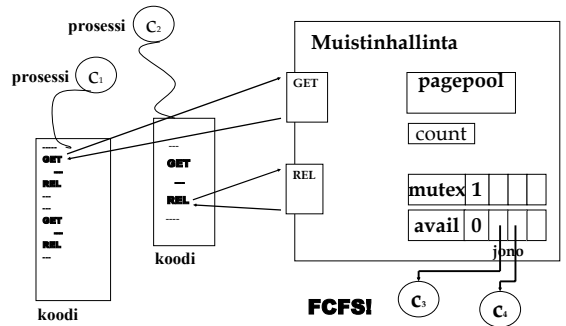 prosessi C₂
prosessi C₁
Muistinhallinta
GET
pagepool
count
REL
mutex 1
avail 0
jono
-----
GET
---
REL
---
---
GET
---
REL
---
koodi
---
GET
---
REL
----
koodi
FCFS!
C₃
C₄